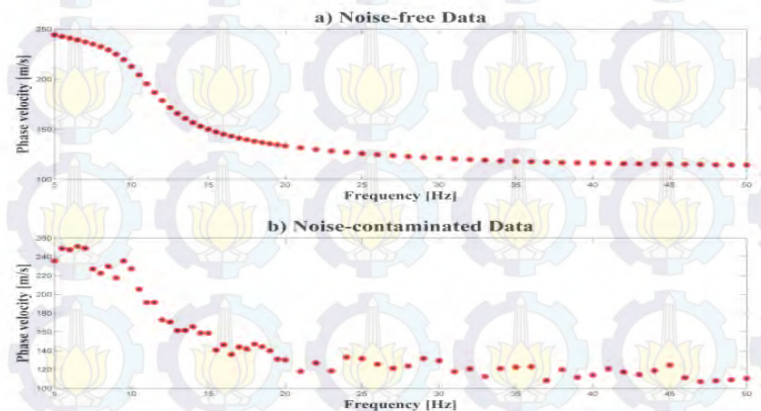 a) Noise-free Data
Phase velocity [m/s]
250
200
150
100
5 10 15 20 25 30 35 40 45 50
Frequency [Hz]
b) Noise-contaminated Data
Phase velocity [m/s]
260
240
220
200
180
160
140
120
100
5 10 15 20 25 30 35 40 45 50
Frequency [Hz]